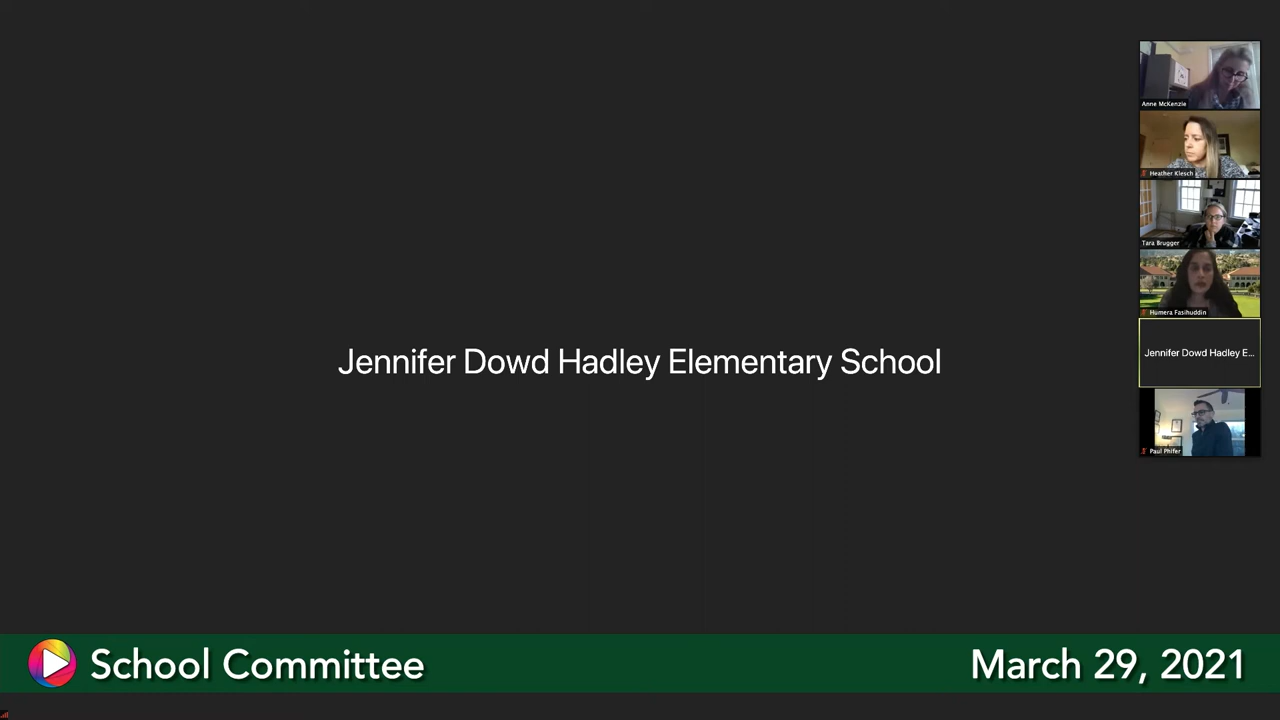 Anne McKenzie
Heather Klesch
Tara Brugger
Humera Fasihuddin
Jennifer Dowd Hadley E...
Jennifer Dowd Hadley Elementary School
Paul Phifer
School Committee
March 29, 2021